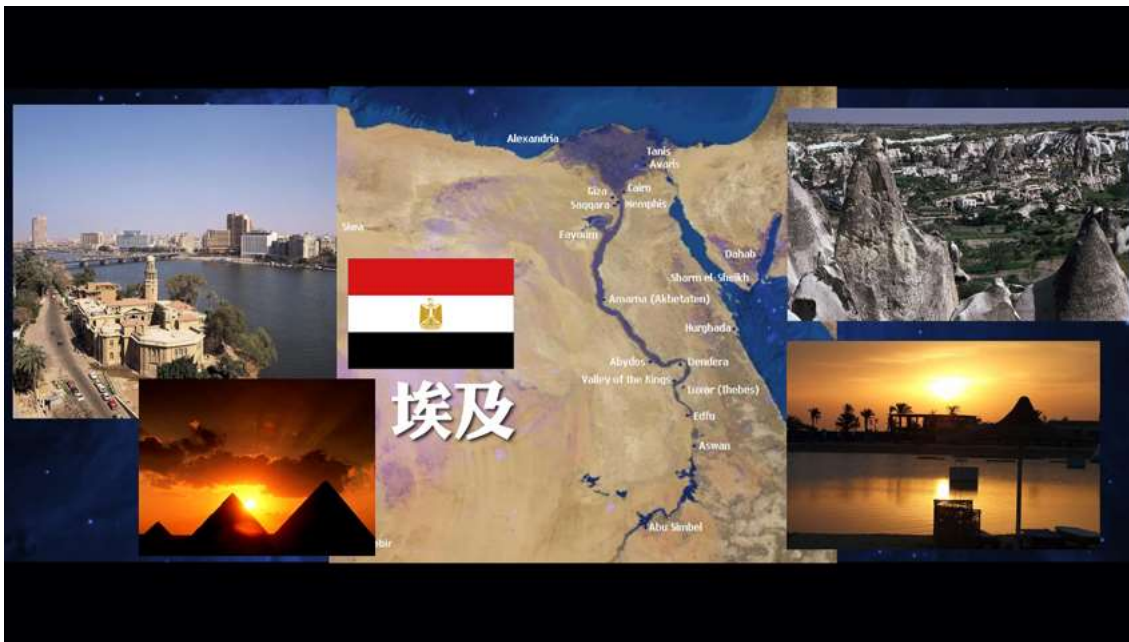 Alexandria
Tanis
Avaris
Giza
Cairo
Saqqara
Memphis
Siwa
Fayoum
Dahab
Sharm el-Sheikh
Amarna (Akhetaten)
Hurghada
Abydos
Dendera
Valley of the Kings
Luxor (Thebes)
埃及
Edfu
Aswan
Abu Simbel